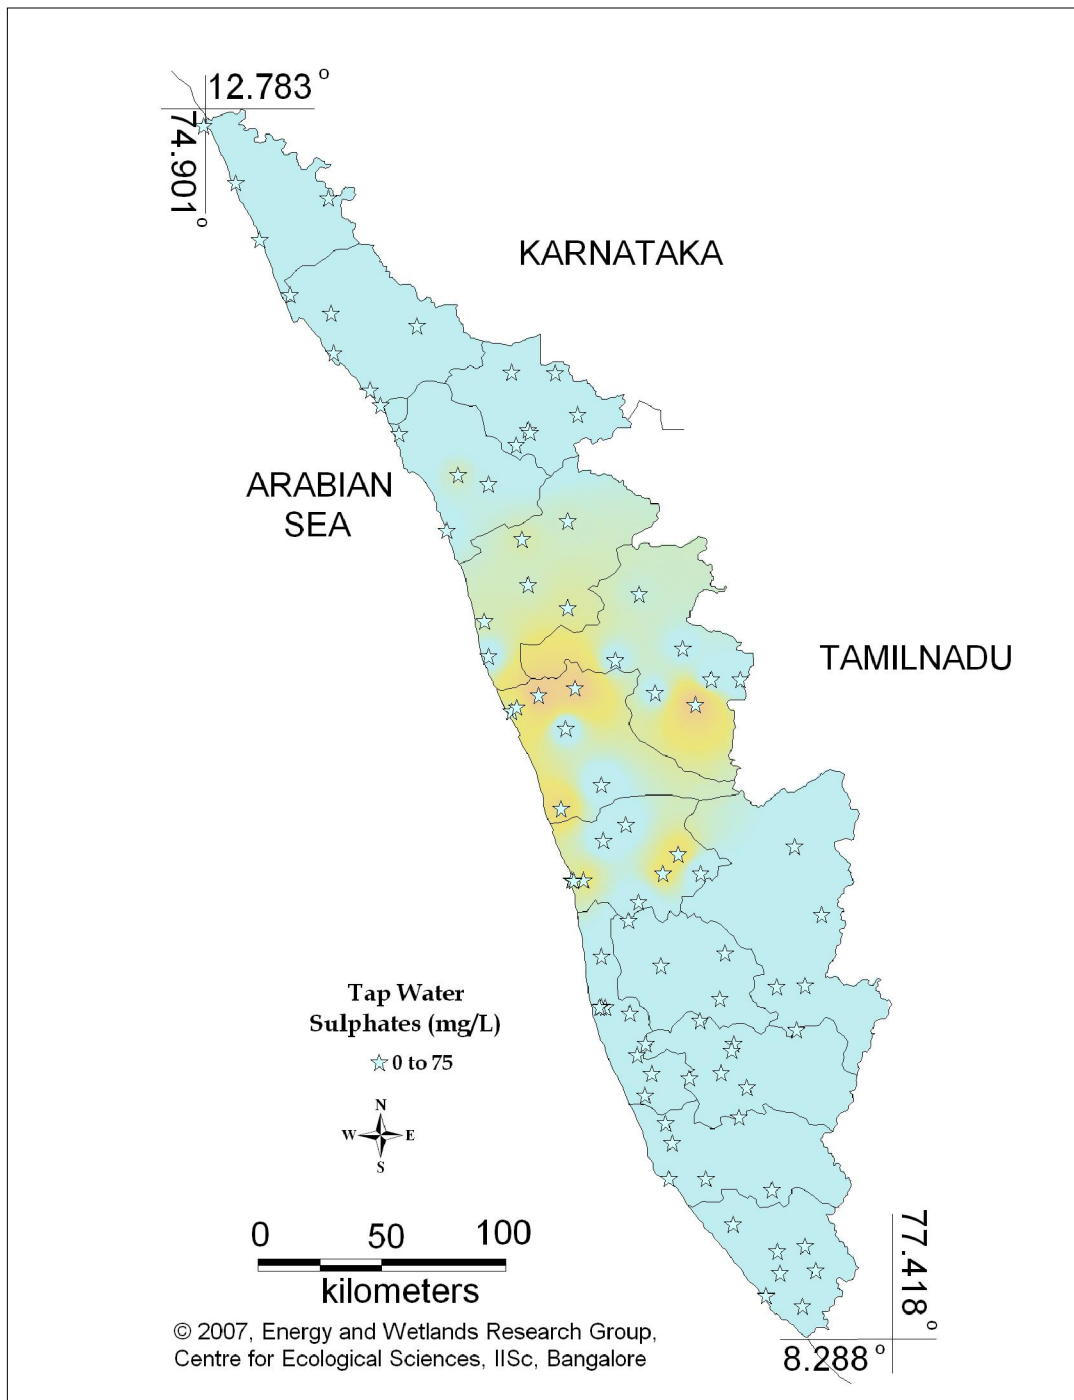 12.783 °
74.901 °
KARNATAKA
ARABIAN
SEA
TAMILNADU
Tap Water
Sulphates (mg/L)
0 to 75
N
W E
S
0 50 100
kilometers
77.418 °
8.288 °
© 2007, Energy and Wetlands Research Group,
Centre for Ecological Sciences, IISc, Bangalore